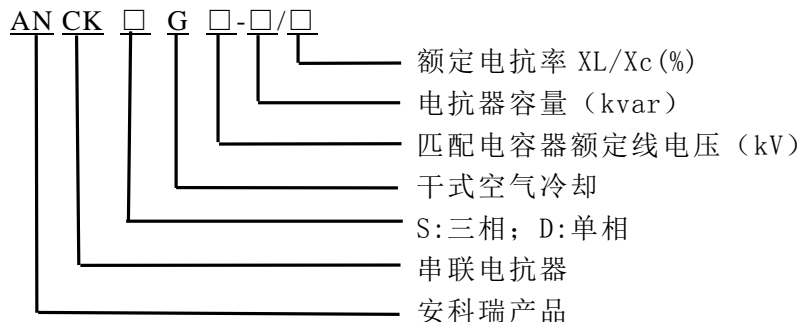 AN CK □ G □-□/□
额定电抗率 XL/Xc(%)
电抗器容量（kvar）
匹配电容器额定线电压（kV）
干式空气冷却
S:三相；D:单相
串联电抗器
安科瑞产品